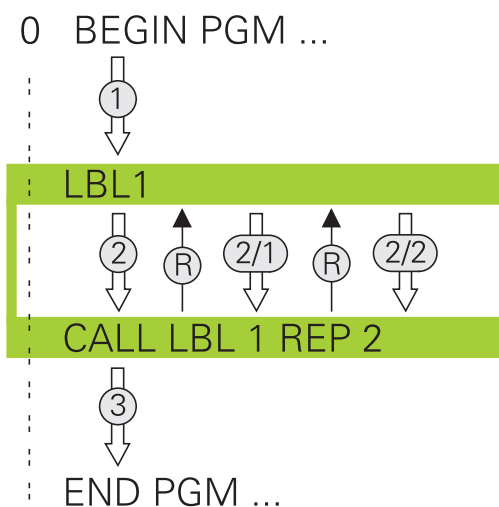 0 BEGIN PGM ...
1
LBL1
2 R 2/1 R 2/2
CALL LBL 1 REP 2
3
END PGM ...